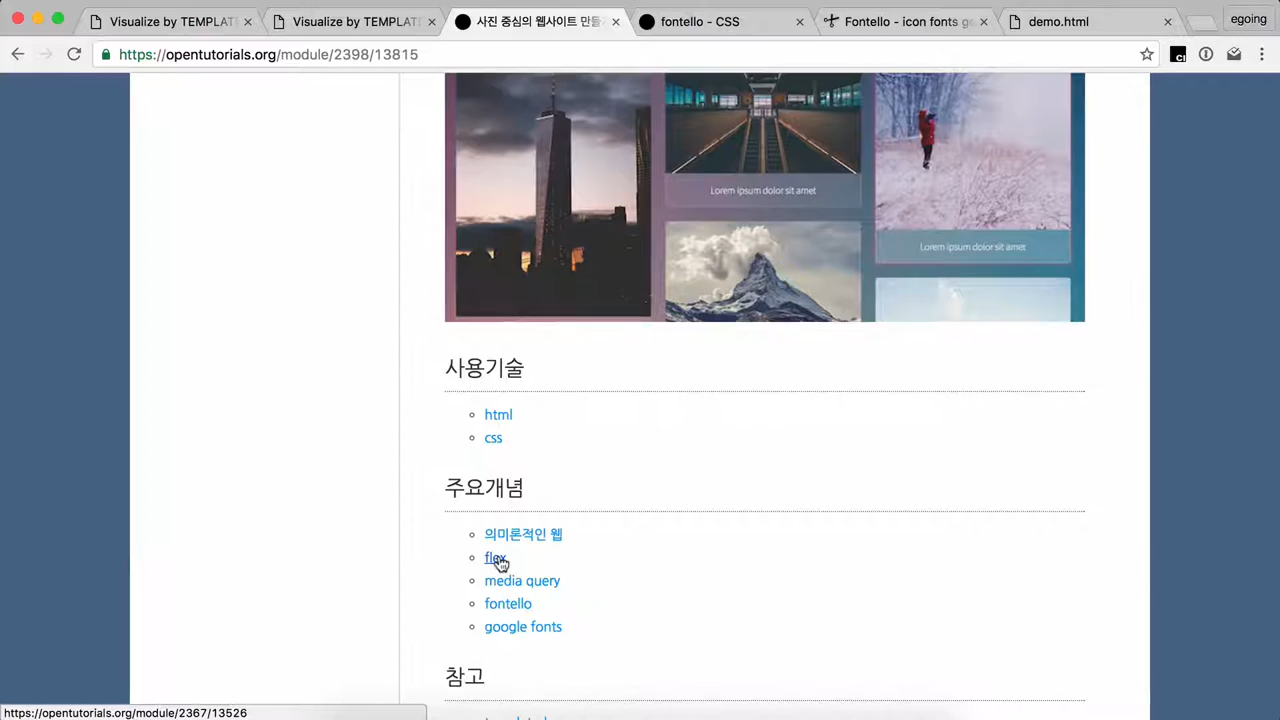 Visualize by TEMPLAT
Visualize by TEMPLAT
사진 중심의 웹사이트 만들
fontello - CSS
Fontello - icon fonts ge
demo.html
egoing
https://opentutorials.org/module/2398/13815
Lorem ipsum dolor sit amet
Lorem ipsum dolor sit amet
사용기술
html
css
주요개념
의미론적인 웹
flex
media query
fontello
google fonts
참고
https://opentutorials.org/module/2367/13526